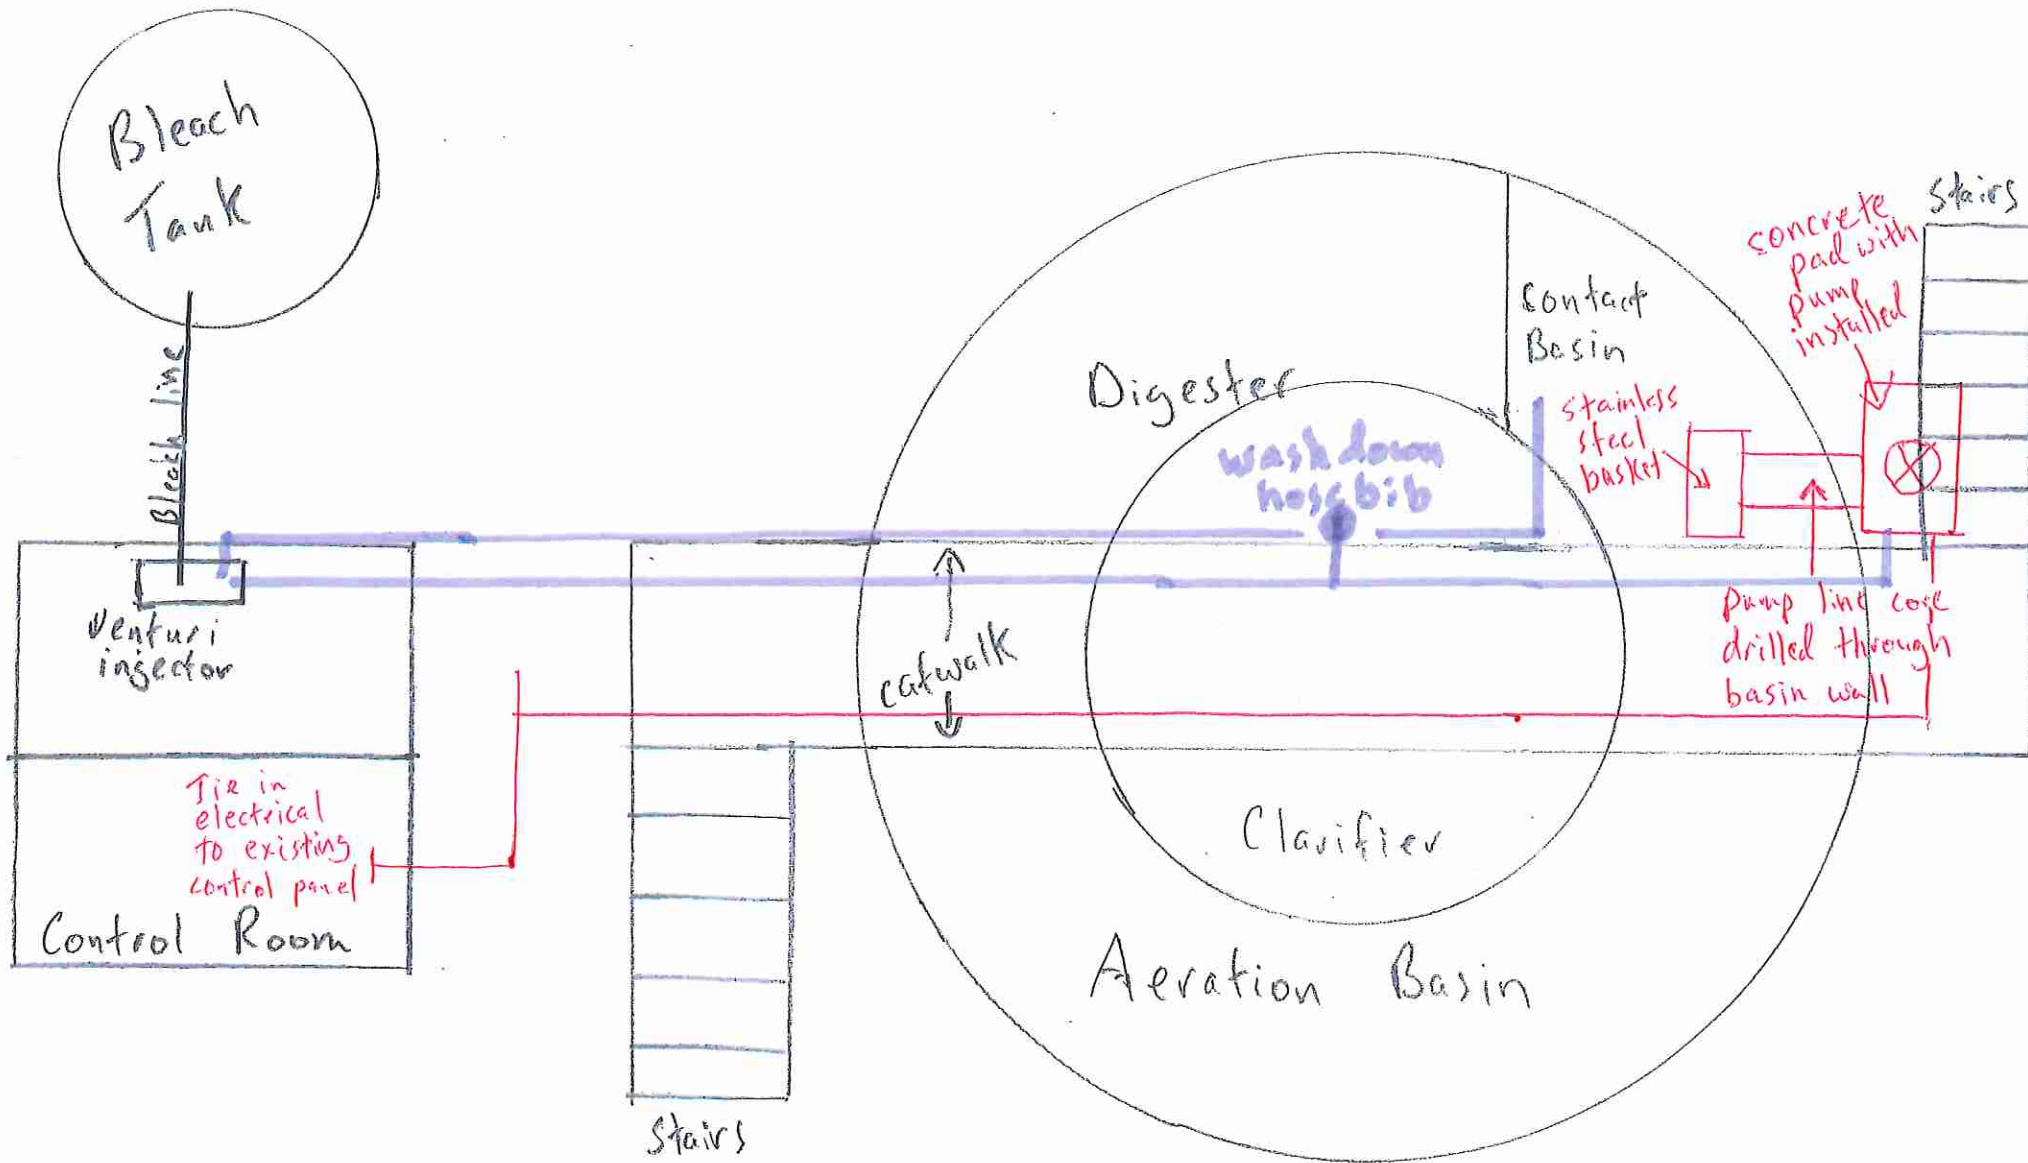 Bleach
Tank
Bleach line
Venturi
injector
Tie in
electrical
to existing
control panel
Control Room
Stairs
catwalk
Digester
wash down
hose bib
Clarifier
Aeration Basin
Contact
Basin
stainless
steel
basket
concrete
pad with
pump
installed
Stairs
Pump line core
drilled through
basin wall